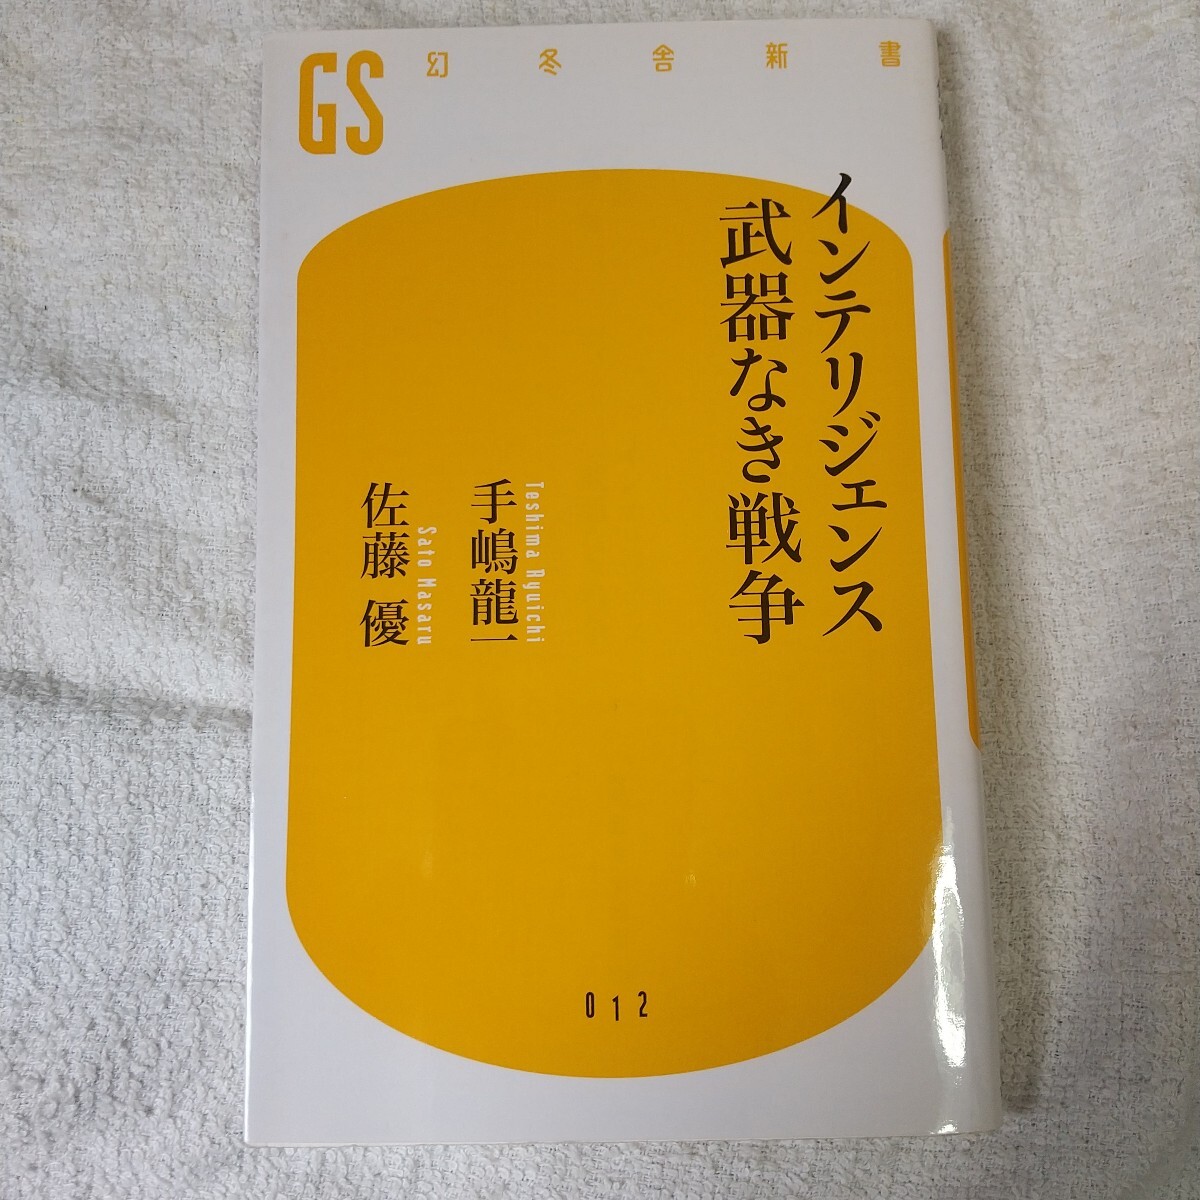 GS
幻冬舎新書
インテリジェンス
武器なき戦争
Teshima Ryuichi
手嶋龍一
Sato Masaru
佐藤 優
012